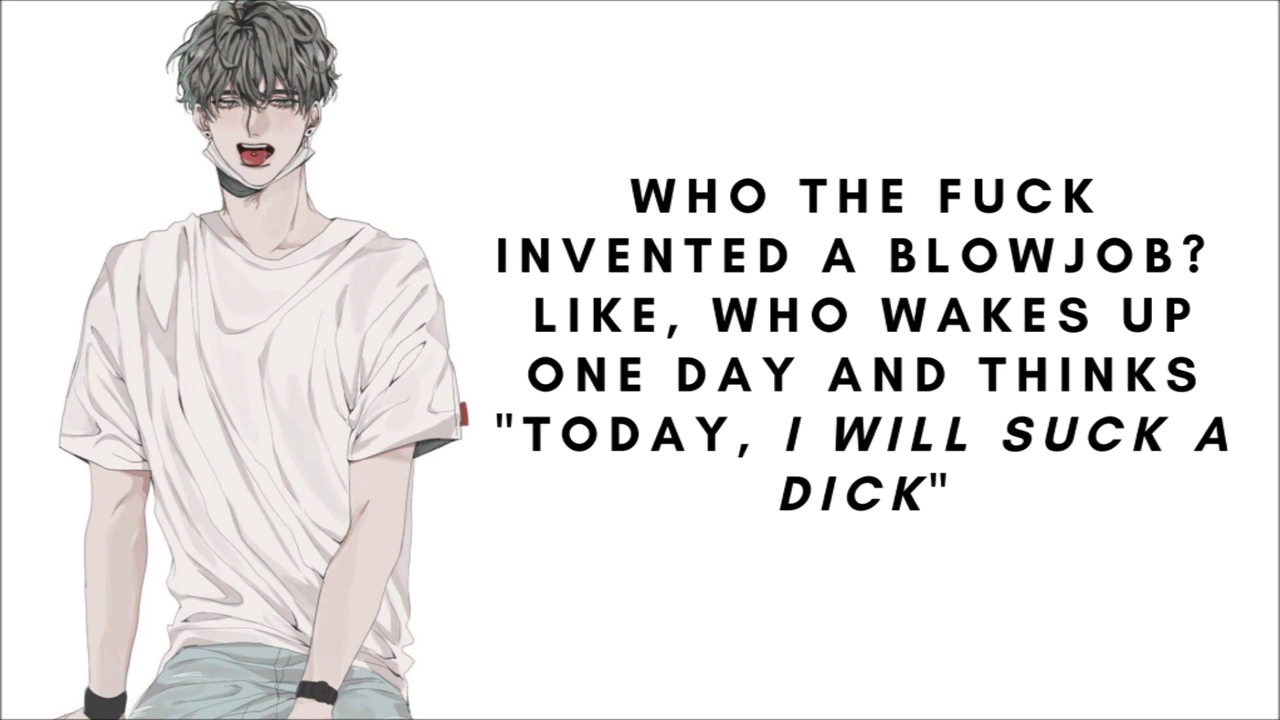 WHO THE FUCK
INVENTED A BLOWJOB?
LIKE, WHO WAKES UP
ONE DAY AND THINKS
"TODAY, I WILL SUCK A
DICK"